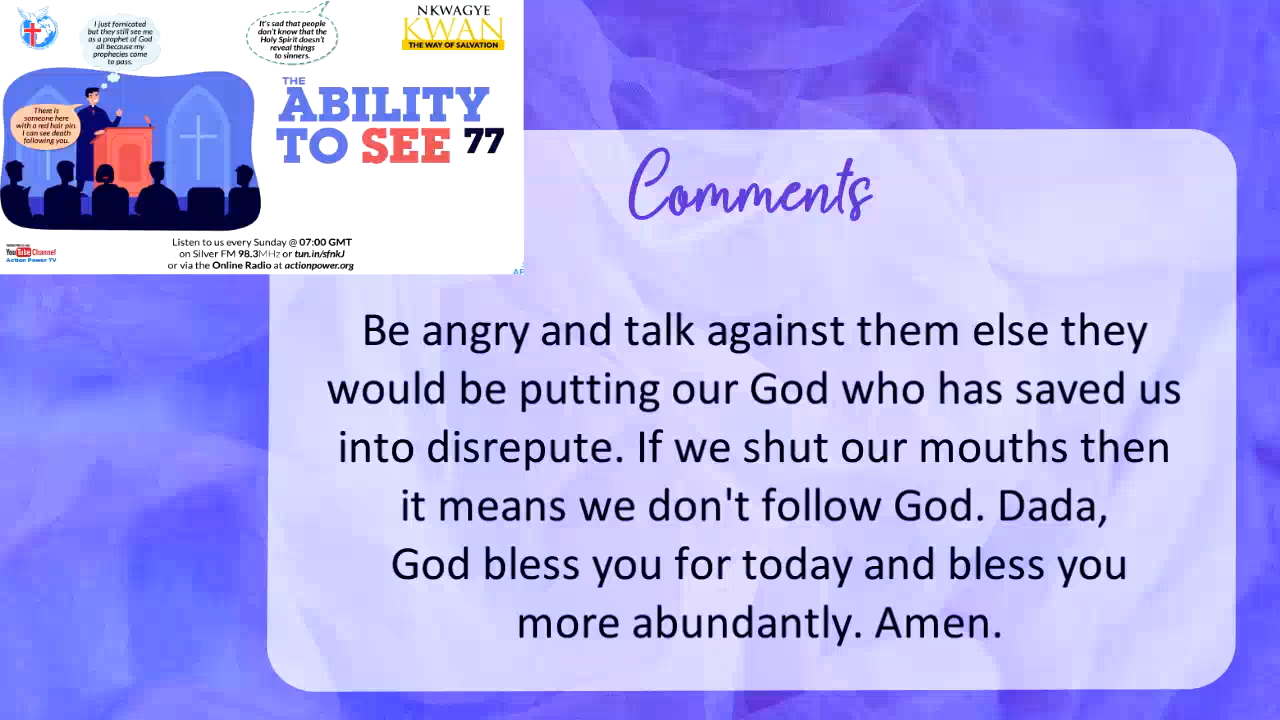 I just fornicated
but they still see me
as a prophet of God
all because my
prophecies come
to pass.
It's sad that people
don't know that the
Holy Spirit doesn't
reveal things
to sinners.
NKWAGYE
KWAN
THE WAY OF SALVATION
There is
someone here
with a red hair pin.
I can see death
following you.
THE
ABILITY
TO SEE 77
YouTube Channel
Action Power TV
Listen to us every Sunday @ 07:00 GMT
on Silver FM 98.3MHz or tun.in/sfnkJ
or via the Online Radio at actionpower.org
Comments
Be angry and talk against them else they
would be putting our God who has saved us
into disrepute. If we shut our mouths then
it means we don't follow God. Dada,
God bless you for today and bless you
more abundantly. Amen.